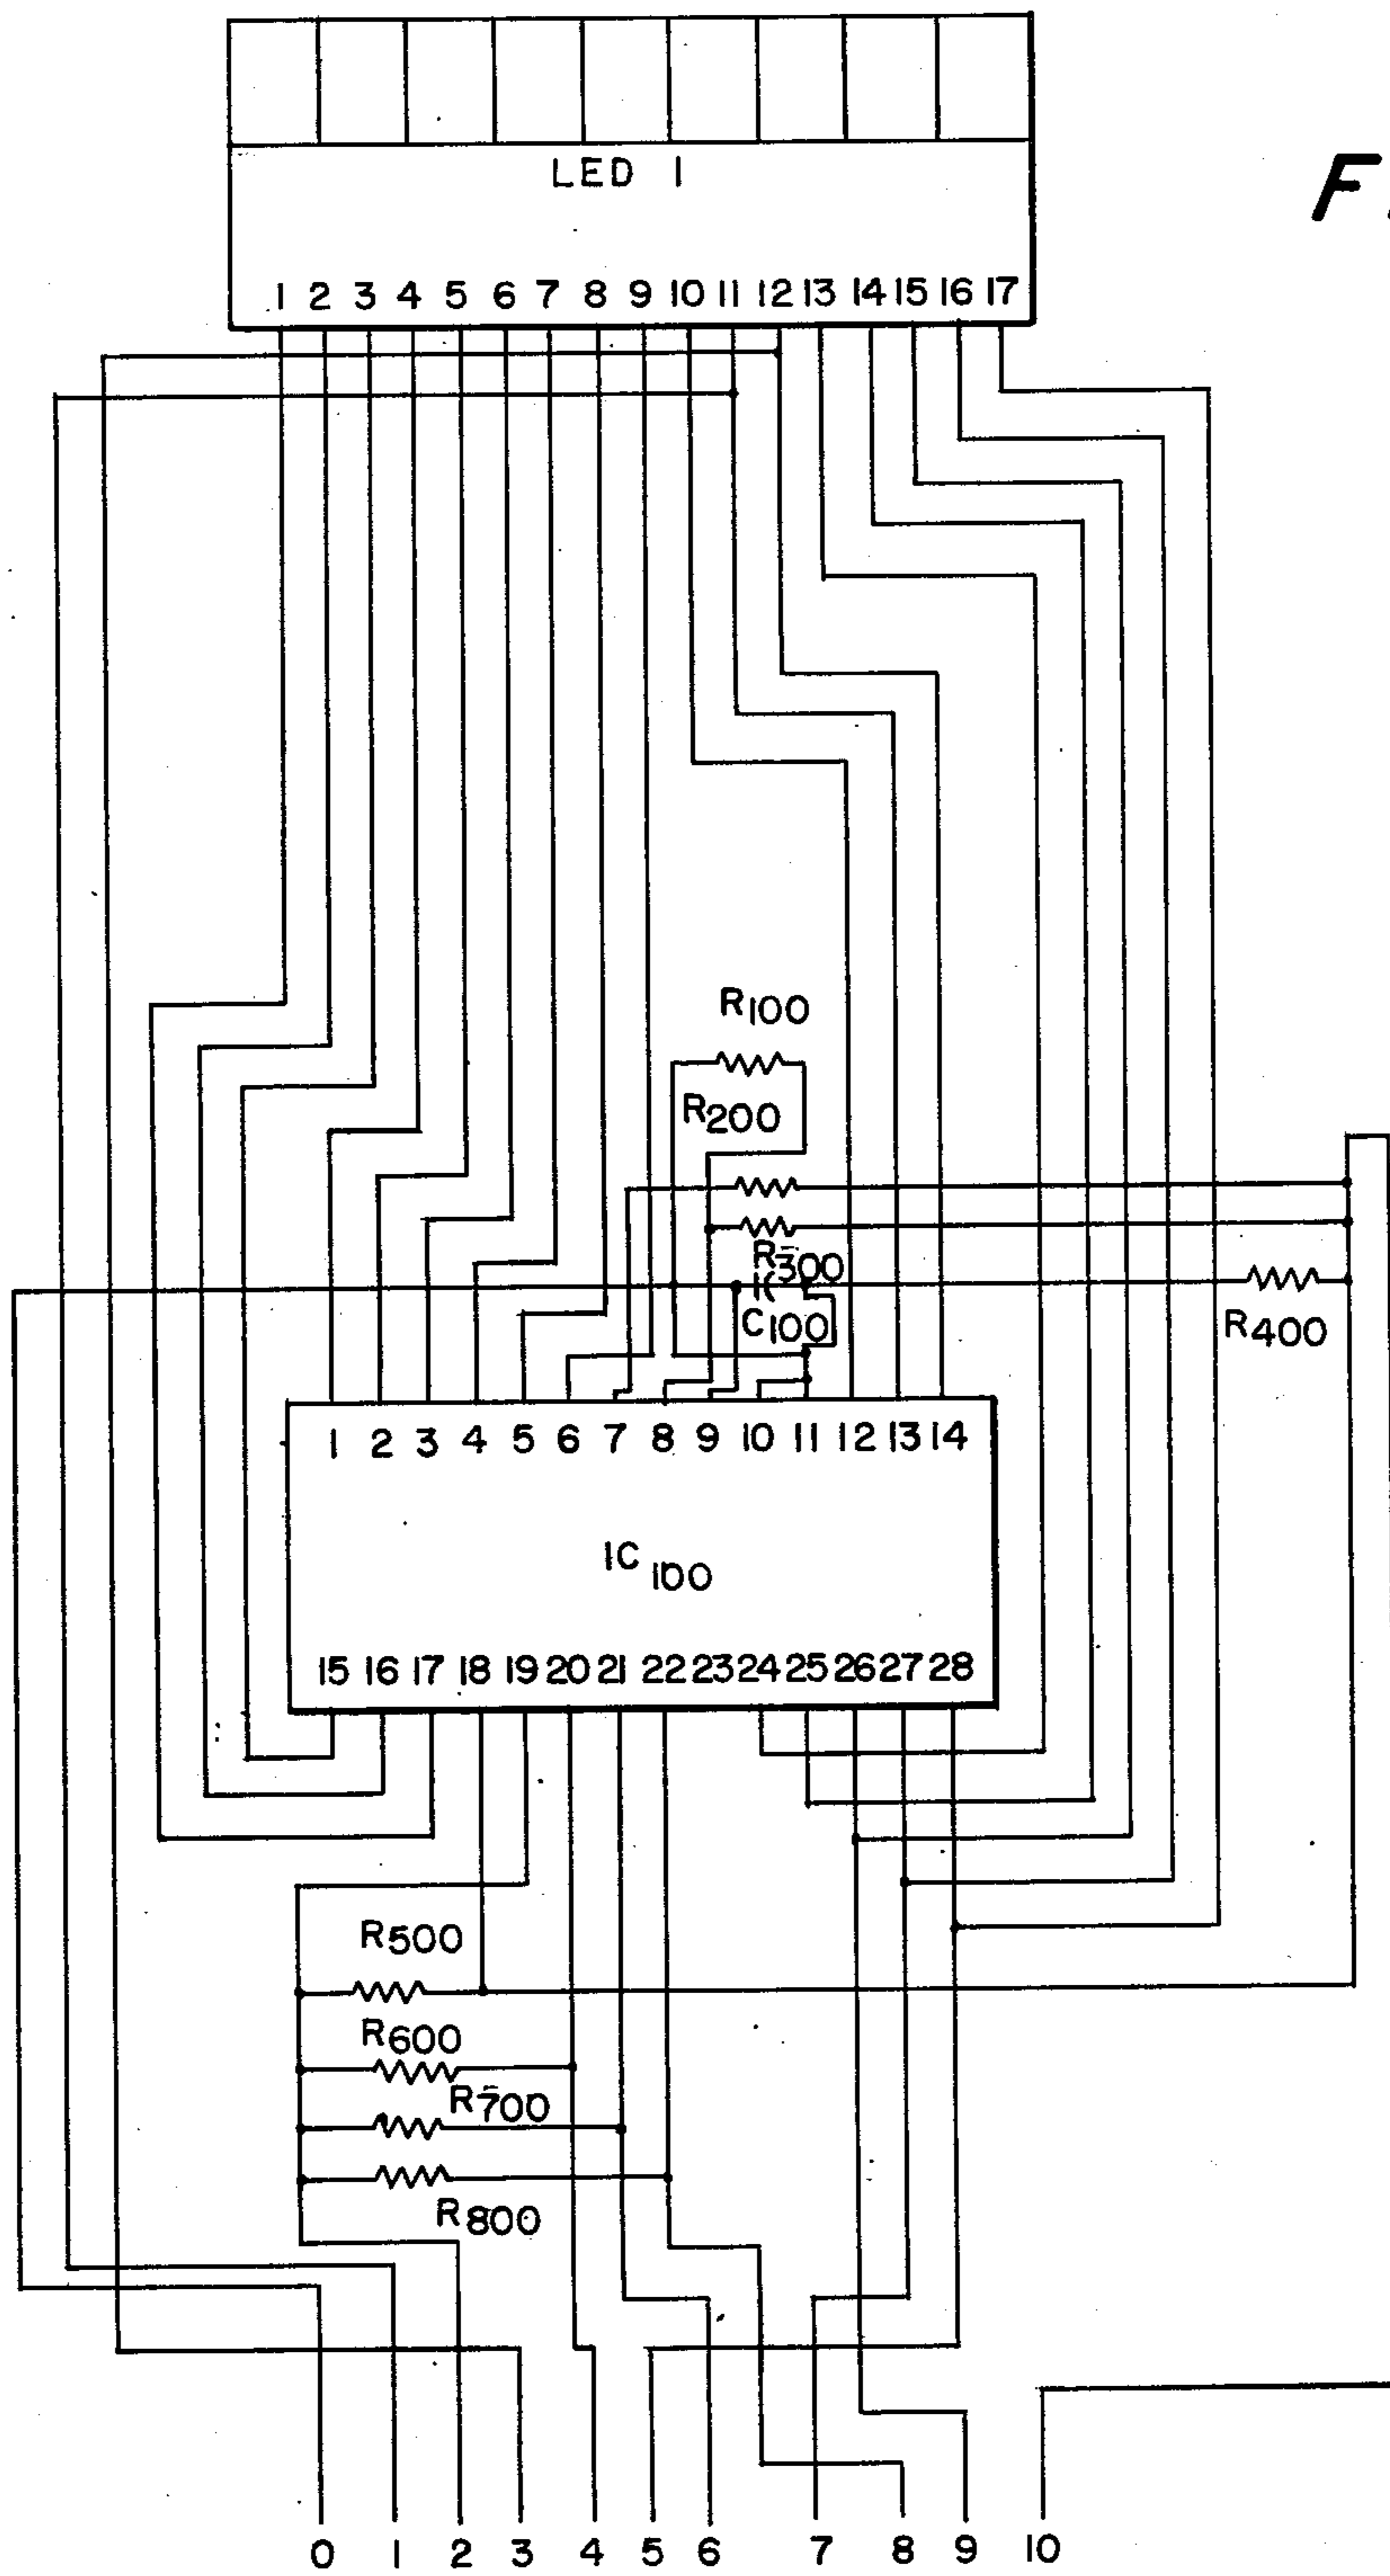 LED 1
F
1 2 3 4 5 6 7 8 9 10 11 12 13 14 15 16 17
R100
R200
R300
C100
R400
1 2 3 4 5 6 7 8 9 10 11 12 13 14
IC 100
15 16 17 18 19 20 21 22 23 24 25 26 27 28
R500
R600
R700
R800
0 1 2 3 4 5 6 7 8 9 10